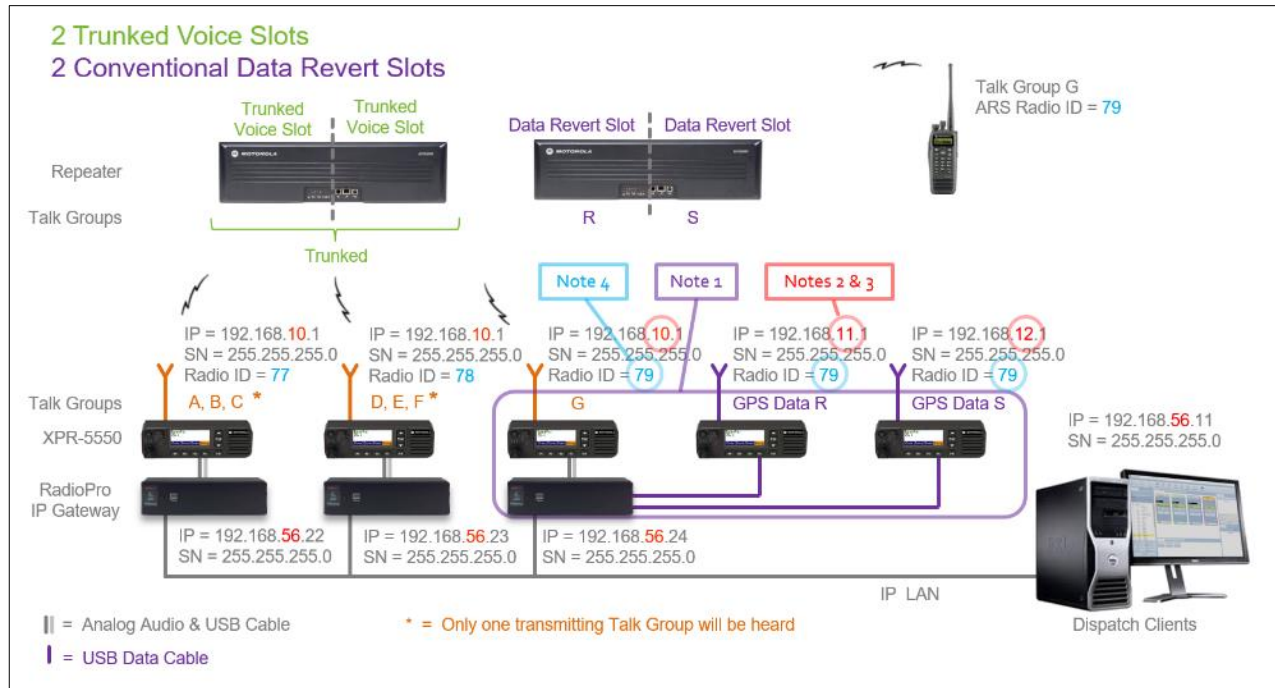 2 Trunked Voice Slots
2 Conventional Data Revert Slots
Talk Group G
ARS Radio ID = 79
Trunked
Voice Slot
Trunked
Voice Slot
Data Revert Slot
Data Revert Slot
MOTOROLA
MOTOROLA
Repeater
Talk Groups
R
S
Trunked
Note 4
Note 1
Notes 2 & 3
IP = 192.168.10.1
SN = 255.255.255.0
Radio ID = 77
IP = 192.168.10.1
SN = 255.255.255.0
Radio ID = 78
IP = 192.168.10.1
SN = 255.255.255.0
Radio ID = 79
IP = 192.168.11.1
SN = 255.255.255.0
Radio ID = 79
IP = 192.168.12.1
SN = 255.255.255.0
Radio ID = 79
Talk Groups
A, B, C *
D, E, F *
G
GPS Data R
GPS Data S
XPR-5550
IP = 192.168.56.11
SN = 255.255.255.0
RadioPro
IP Gateway
IP = 192.168.56.22
SN = 255.255.255.0
IP = 192.168.56.23
SN = 255.255.255.0
IP = 192.168.56.24
SN = 255.255.255.0
IP LAN
= Analog Audio & USB Cable
* = Only one transmitting Talk Group will be heard
Dispatch Clients
= USB Data Cable